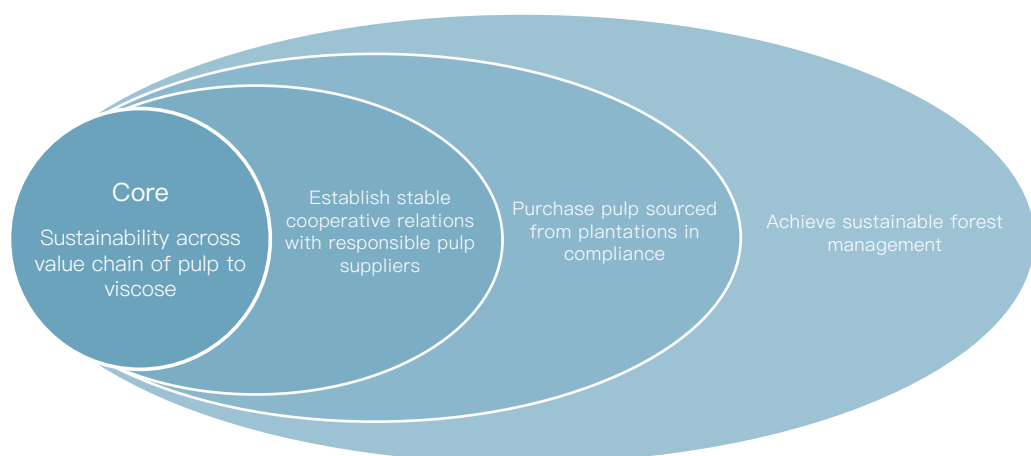 Core
Sustainability across
value chain of pulp to
viscose
Establish stable
cooperative relations
with responsible pulp
suppliers
Purchase pulp sourced
from plantations in
compliance
Achieve sustainable forest
management